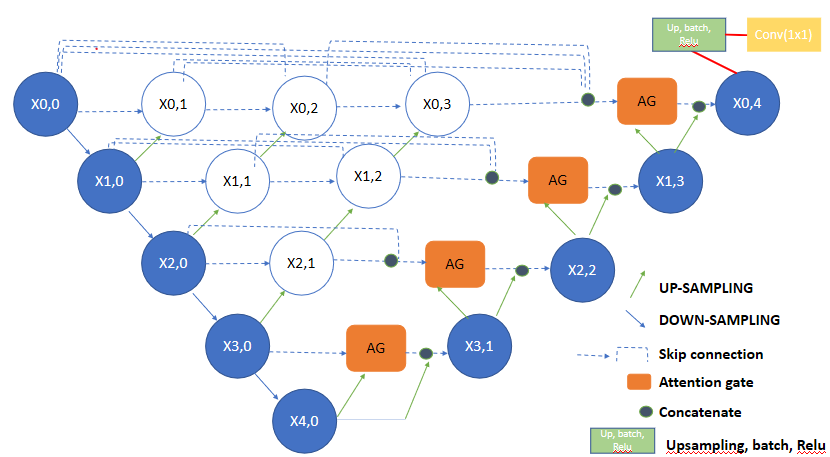 Up, batch,
Relu
Conv(1x1)
X0,0
X0,1
X0,2
X0,3
AG
X0,4
X1,0
X1,1
X1,2
AG
X1,3
X2,0
X2,1
AG
X2,2
X3,0
AG
X3,1
X4,0
UP-SAMPLING
DOWN-SAMPLING
Skip connection
Attention gate
Concatenate
Up, batch,
Relu
Upsampling, batch, Relu